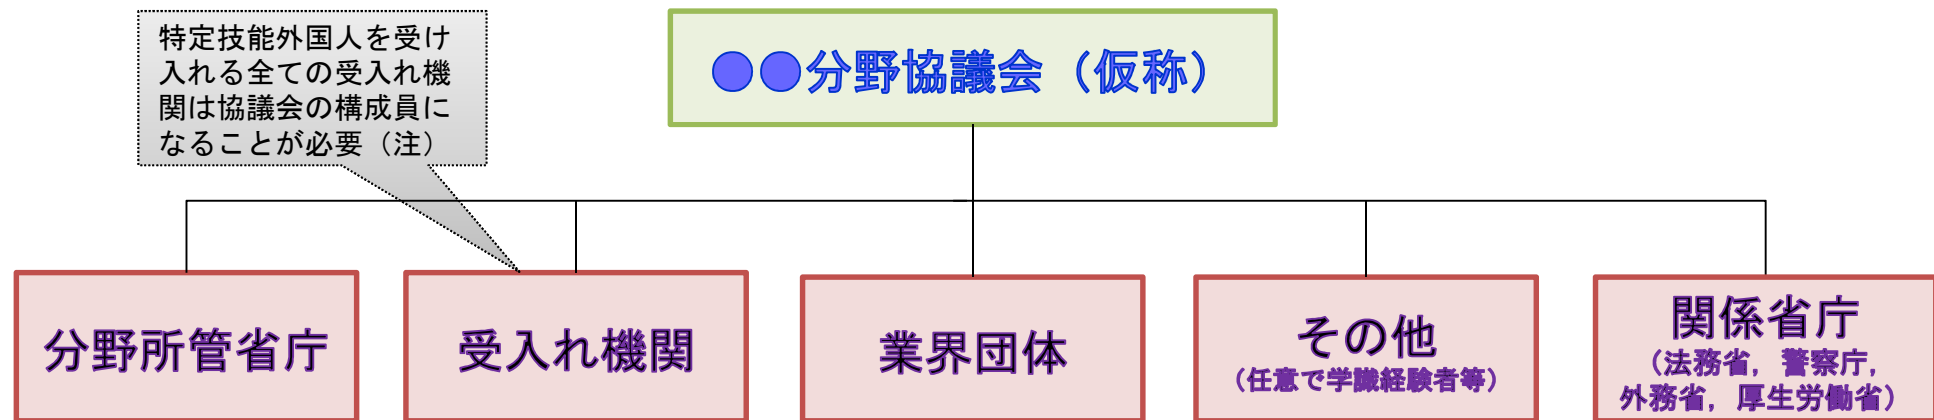 特定技能外国人を受け
入れる全ての受入れ機
関は協議会の構成員に
なることが必要（注）
●●分野協議会（仮称）
分野所管省庁
受入れ機関
業界団体
その他
（任意で学識経験者等）
関係省庁
（法務省，警察庁，
外務省，厚生労働省）